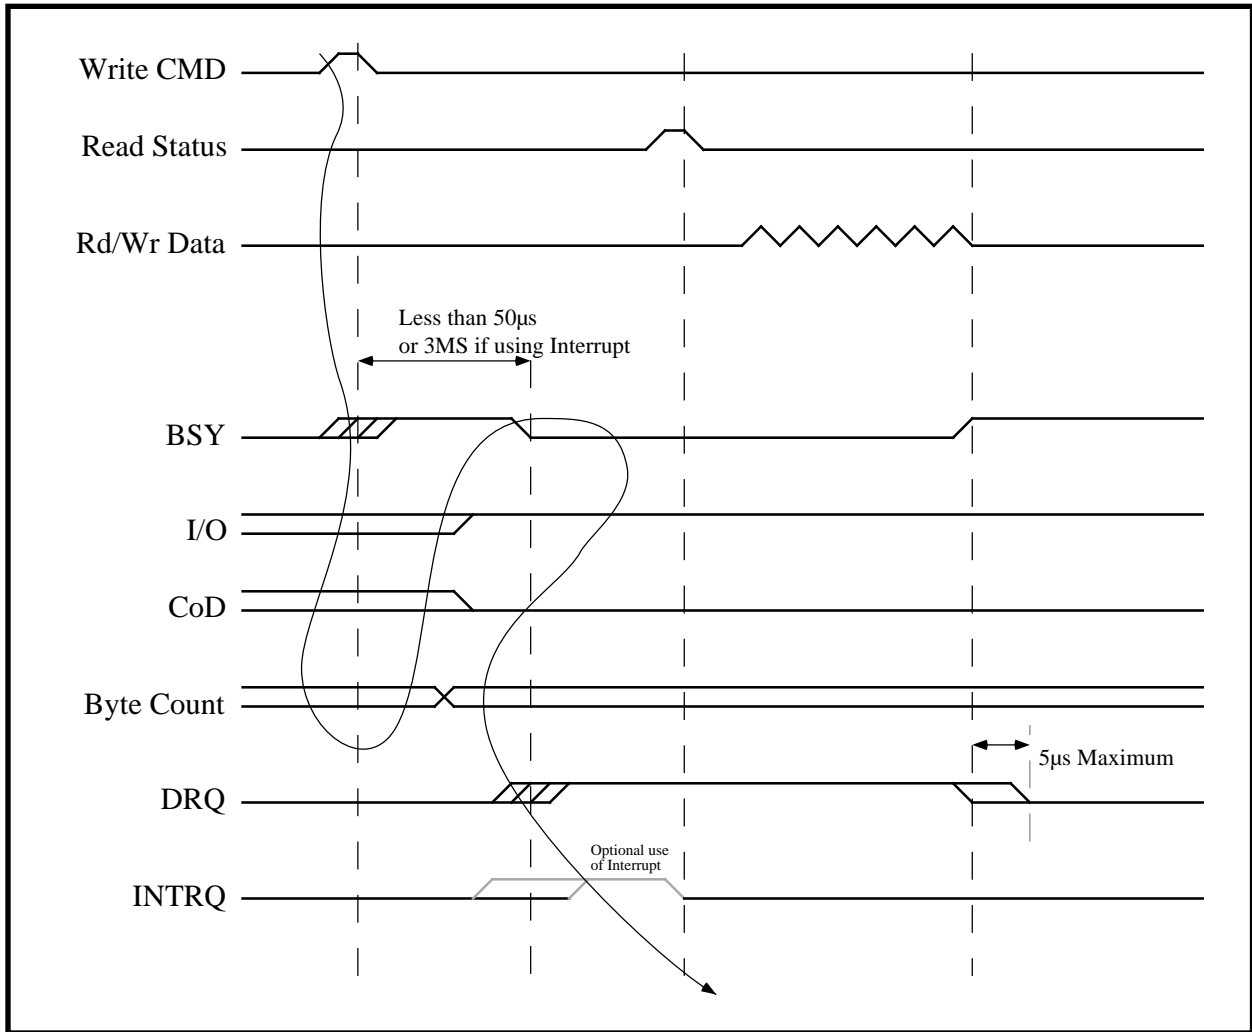 Write CMD
Read Status
Rd/Wr Data
Less than 50µs
or 3MS if using Interrupt
BSY
I/O
CoD
Byte Count
5µs Maximum
DRQ
Optional use
of Interrupt
INTRQ